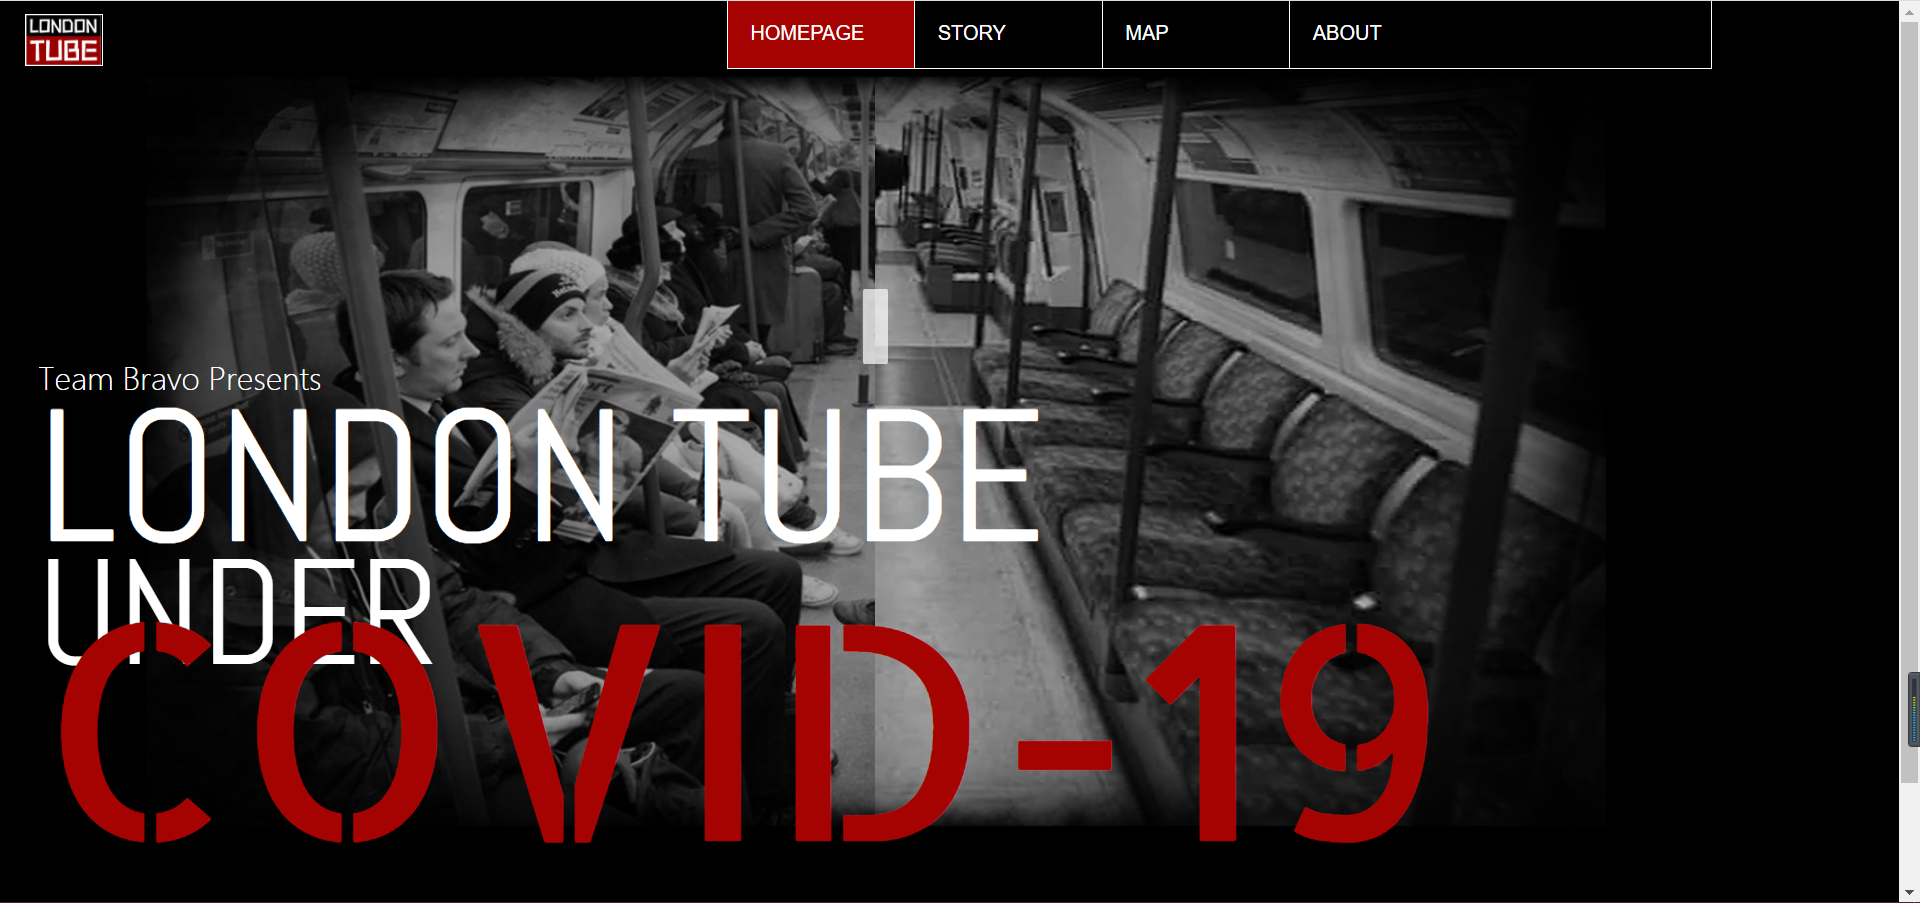 LONDON
TUBE
HOMEPAGE
STORY
MAP
ABOUT
Team Bravo Presents
LONDON TUBE
UNDER
COVID-19